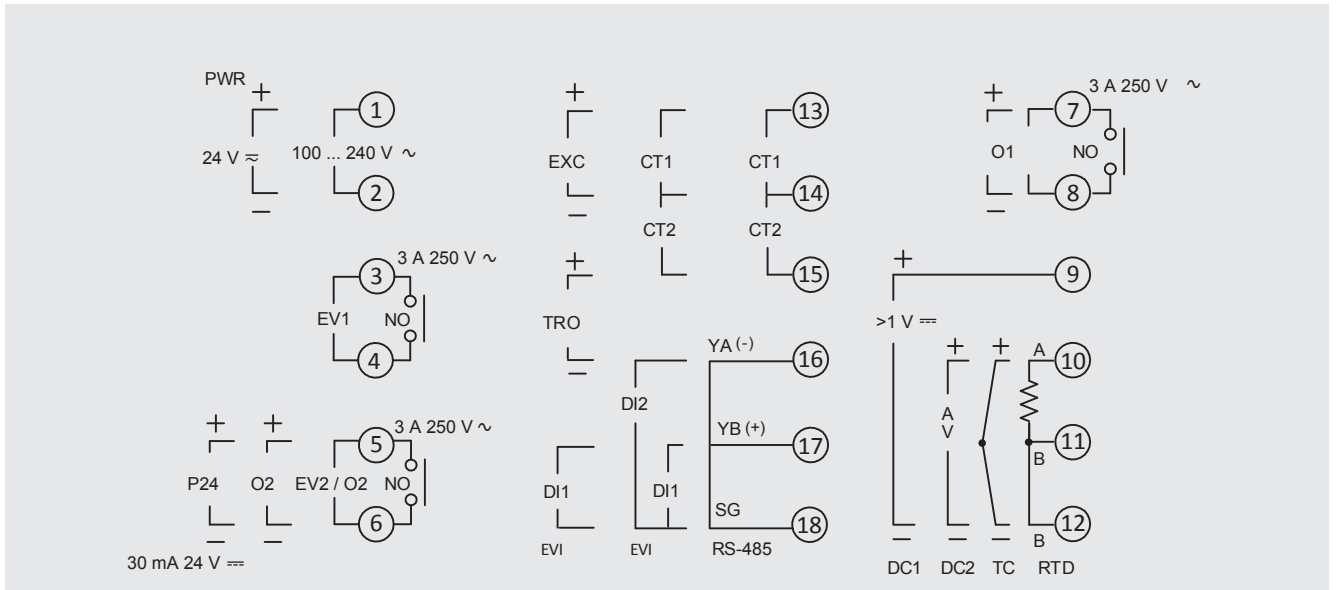 PWR
+
24 V ⎓
100 ... 240 V ∿
1
2
−
3 A 250 V ∿
3
EV1
NO
4
+
+
3 A 250 V ∿
5
P24
O2
EV2 / O2
NO
6
−
−
30 mA 24 V ⎓
+
EXC
CT1
CT1
13
14
−
CT2
CT2
15
+
TRO
−
YA (-)
16
DI2
YB (+)
17
DI1
DI1
SG
18
EVI
EVI
RS-485
+
3 A 250 V ∿
7
O1
NO
8
−
+
9
>1 V ⎓
+
+
A
10
A
V
11
B
12
B
−
−
−
DC1
DC2
TC
RTD